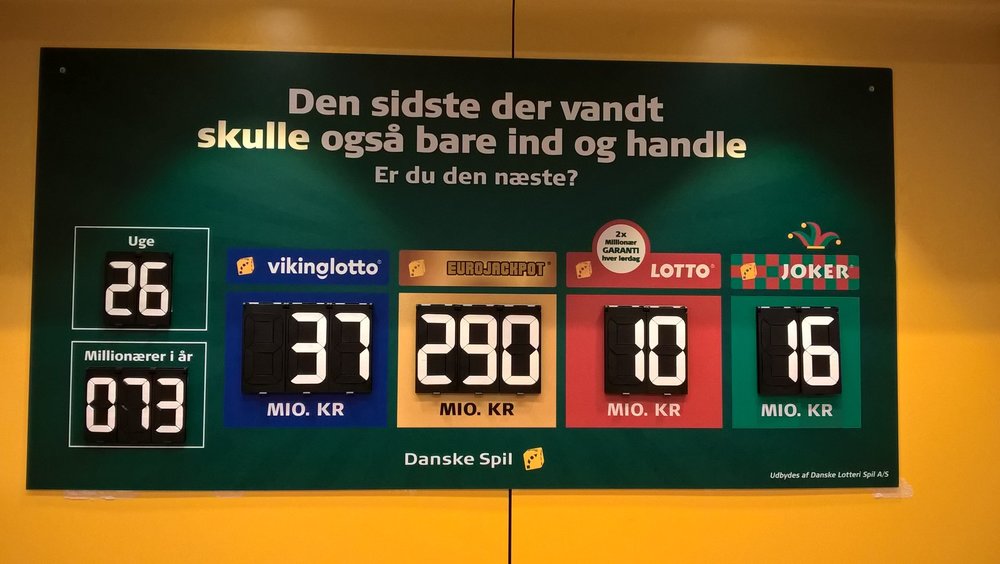 Den sidste der vandt
skulle også bare ind og handle
Er du den næste?
Uge
26
Millionærer i år
073
vikinglotto®
37
MIO. KR
EUROJACKPOT®
290
MIO. KR
2x
Millionær
GARANTI
hver lørdag
LOTTO®
10
MIO. KR
JOKER®
16
MIO. KR
Danske Spil
Udbydes af Danske Lotteri Spil A/S